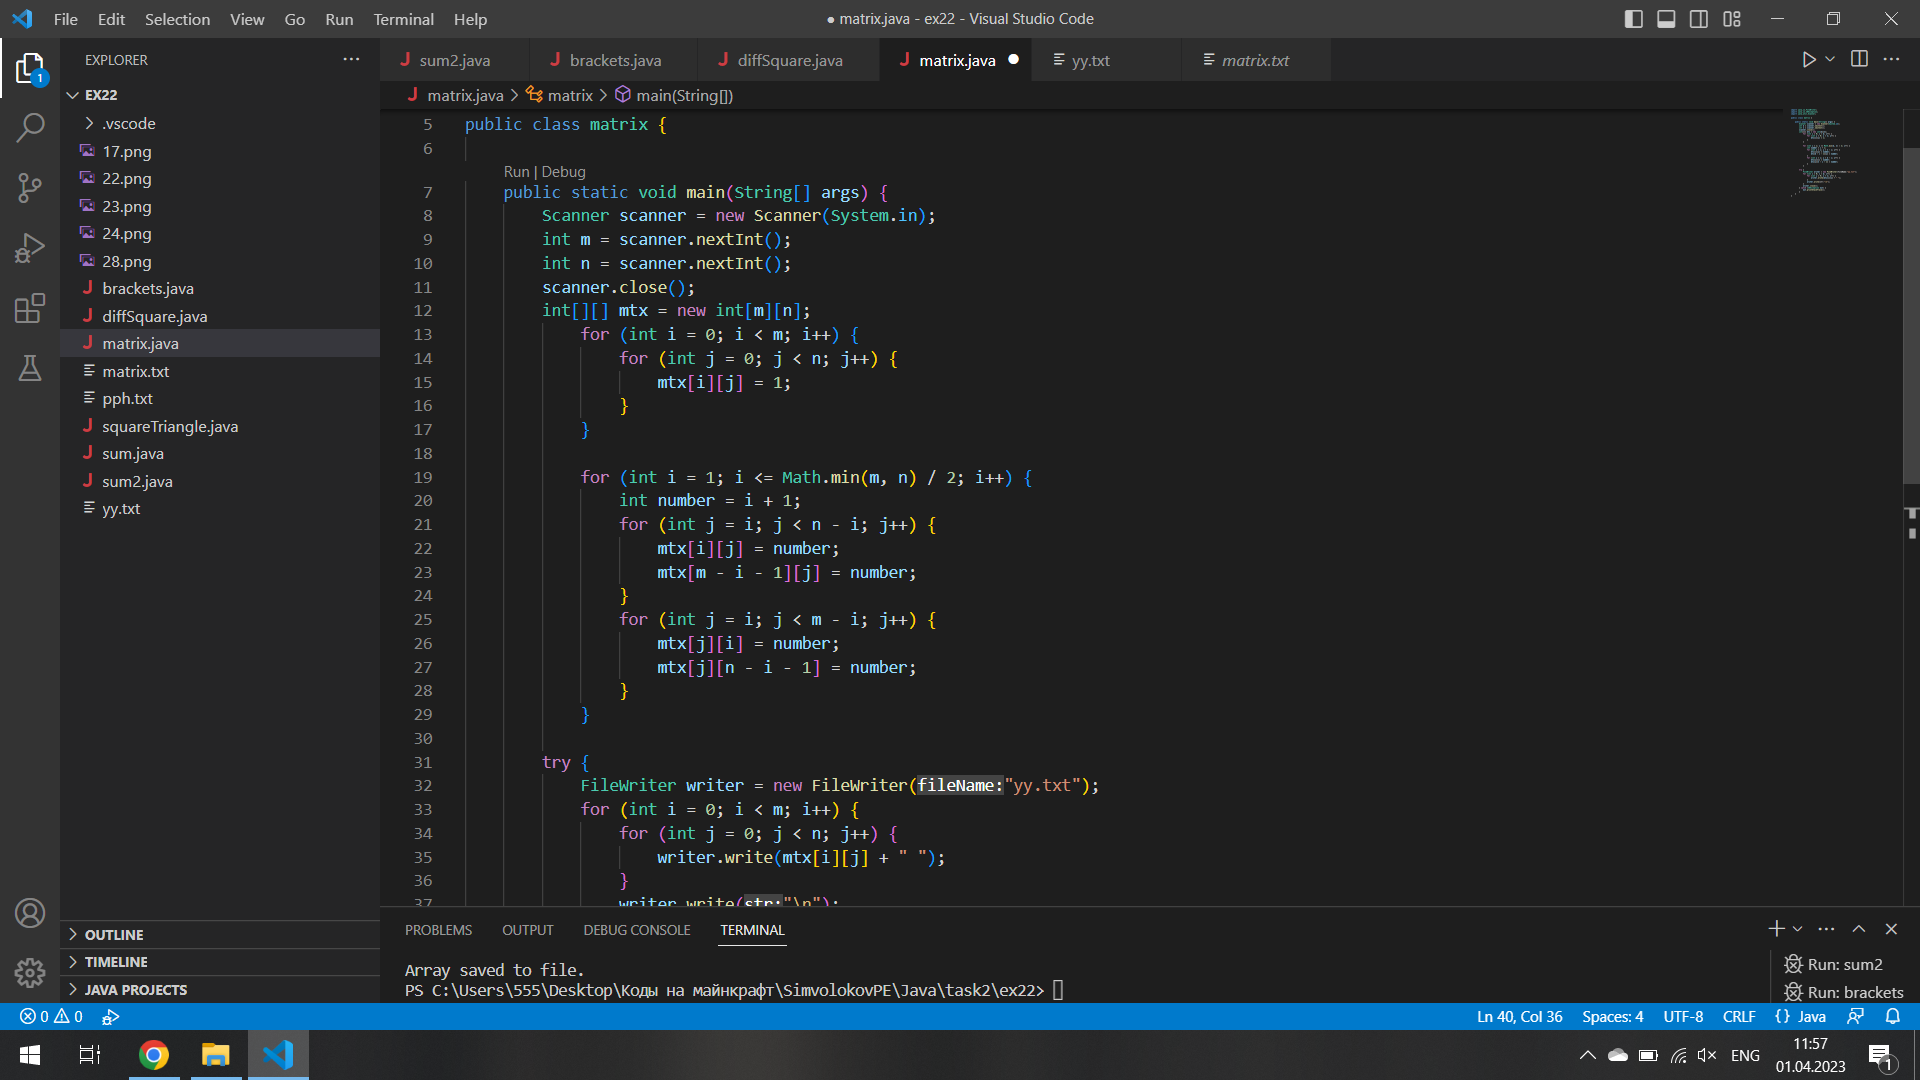 File Edit Selection View Go Run Terminal Help
● matrix.java - ex22 - Visual Studio Code
EXPLORER
1
EX22
.vscode
17.png
22.png
23.png
24.png
28.png
brackets.java
diffSquare.java
matrix.java
matrix.txt
pph.txt
squareTriangle.java
sum.java
sum2.java
yy.txt
OUTLINE
TIMELINE
JAVA PROJECTS
sum2.java brackets.java diffSquare.java matrix.java yy.txt matrix.txt
matrix.java > matrix > main(String[])
5 public class matrix {
6
Run | Debug
7 public static void main(String[] args) {
8 Scanner scanner = new Scanner(System.in);
9 int m = scanner.nextInt();
10 int n = scanner.nextInt();
11 scanner.close();
12 int[][] mtx = new int[m][n];
13 for (int i = 0; i < m; i++) {
14 for (int j = 0; j < n; j++) {
15 mtx[i][j] = 1;
16 }
17 }
18
19 for (int i = 1; i <= Math.min(m, n) / 2; i++) {
20 int number = i + 1;
21 for (int j = i; j < n - i; j++) {
22 mtx[i][j] = number;
23 mtx[m - i - 1][j] = number;
24 }
25 for (int j = i; j < m - i; j++) {
26 mtx[j][i] = number;
27 mtx[j][n - i - 1] = number;
28 }
29 }
30
31 try {
32 FileWriter writer = new FileWriter(fileName:"yy.txt");
33 for (int i = 0; i < m; i++) {
34 for (int j = 0; j < n; j++) {
35 writer.write(mtx[i][j] + " ");
36 }
37 writer.write(str:"\n");
PROBLEMS OUTPUT DEBUG CONSOLE TERMINAL
Array saved to file.
PS C:\Users\555\Desktop\Коды на майнкрафт\SimvolokovPE\Java\task2\ex22>
Run: sum2
Run: brackets
0 0
Ln 40, Col 36 Spaces: 4 UTF-8 CRLF {} Java
ENG
11:57
01.04.2023
1